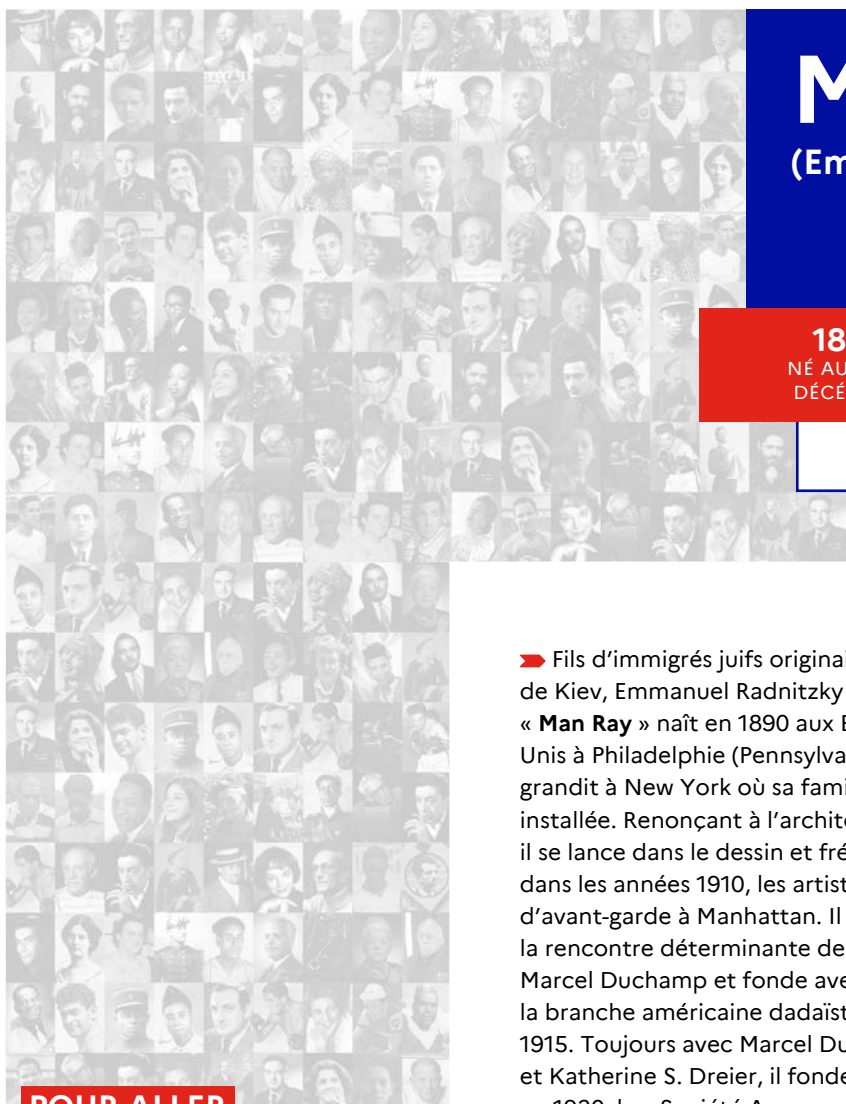 M
(Em
18
NÉ AU
DÉCÉ
Fils d’immigrés juifs originai
de Kiev, Emmanuel Radnitzky
« Man Ray » naît en 1890 aux É
Unis à Philadelphie (Pennsylva
grandit à New York où sa fami
installée. Renonçant à l’archite
il se lance dans le dessin et fré
dans les années 1910, les artist
d’avant-garde à Manhattan. Il
la rencontre déterminante de
Marcel Duchamp et fonde ave
la branche américaine dadaïst
1915. Toujours avec Marcel Du
et Katherine S. Dreier, il fonde
POUR ALLER